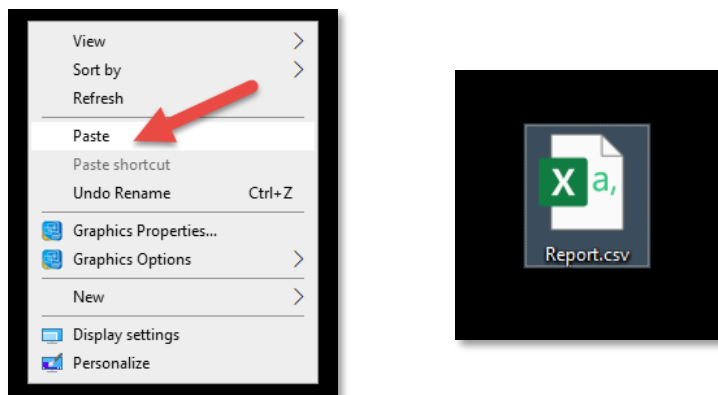 View
Sort by
Refresh
Paste
Paste shortcut
Undo Rename Ctrl+Z
Graphics Properties...
Graphics Options
New
Display settings
Personalize
X a,
Report.csv